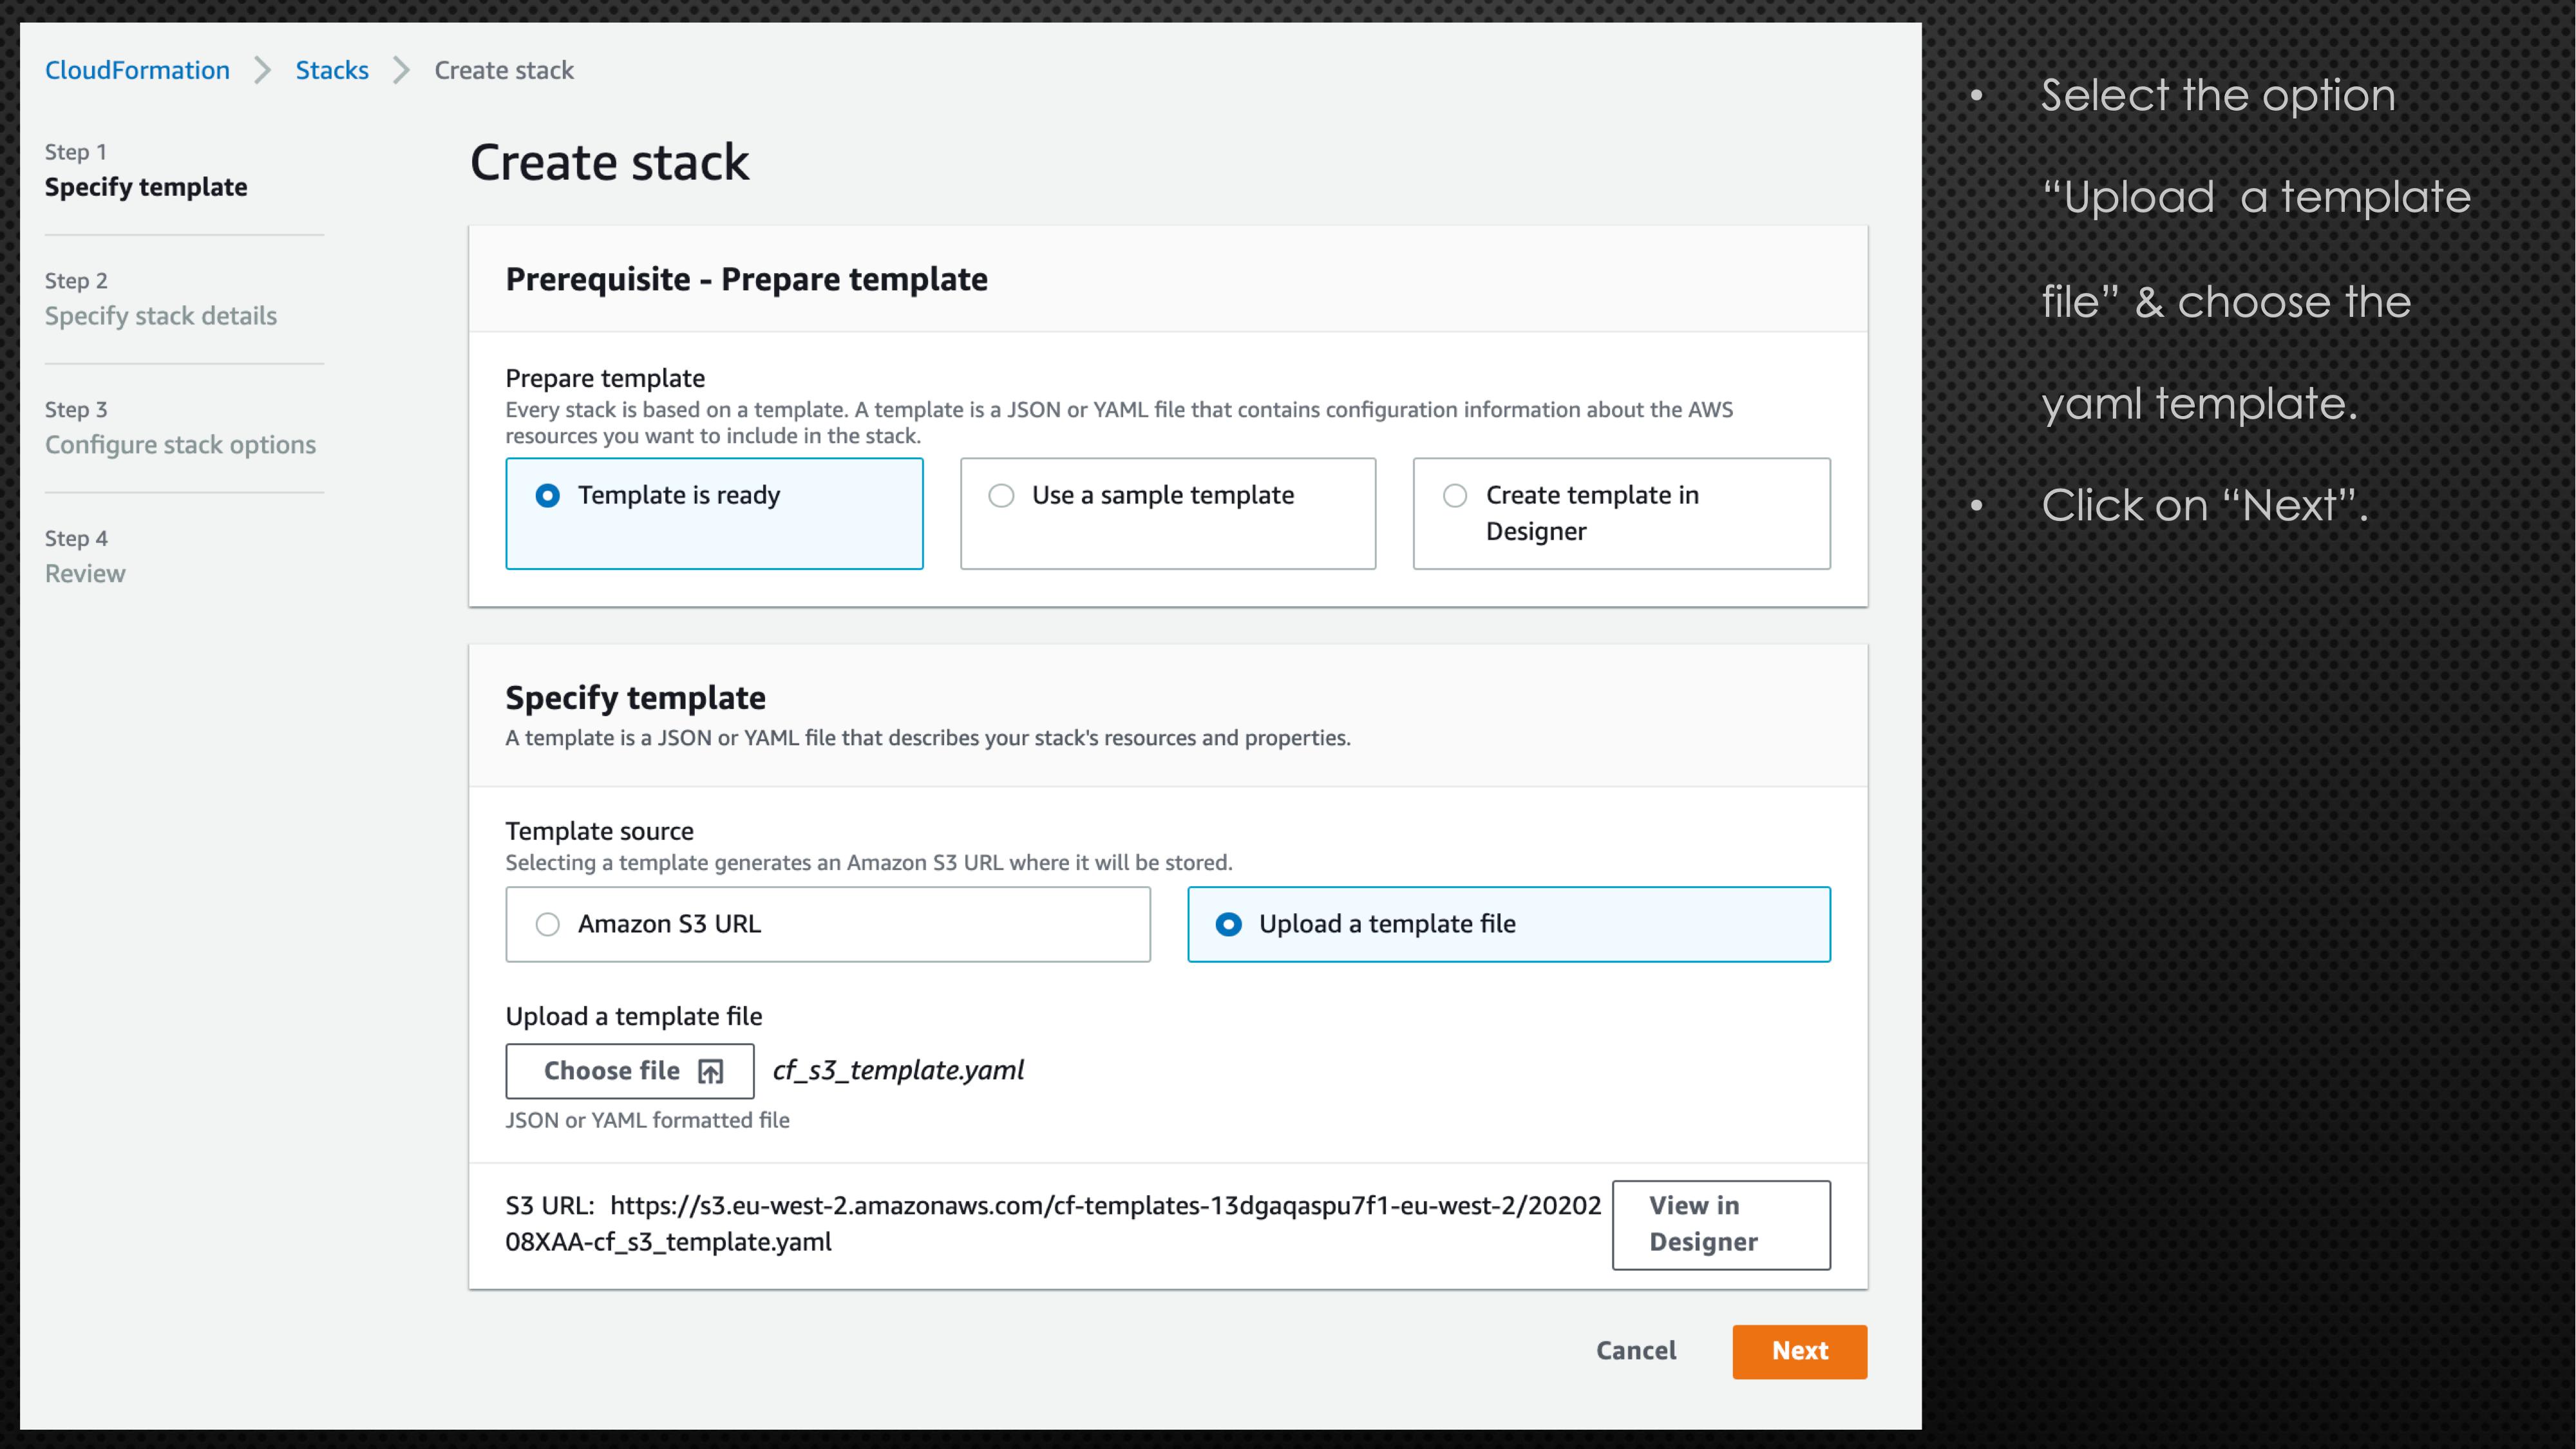 CloudFormation > Stacks > Create stack
Step 1
Specify template
Step 2
Specify stack details
Step 3
Configure stack options
Step 4
Review
Create stack
Prerequisite - Prepare template
Prepare template
Every stack is based on a template. A template is a JSON or YAML file that contains configuration information about the AWS
resources you want to include in the stack.
Template is ready
Use a sample template
Create template in
Designer
Specify template
A template is a JSON or YAML file that describes your stack's resources and properties.
Template source
Selecting a template generates an Amazon S3 URL where it will be stored.
Amazon S3 URL
Upload a template file
Upload a template file
Choose file cf_s3_template.yaml
JSON or YAML formatted file
S3 URL: https://s3.eu-west-2.amazonaws.com/cf-templates-13dgaqaspu7f1-eu-west-2/20202
08XAA-cf_s3_template.yaml
View in
Designer
Cancel
Next
• Select the option
“Upload a template
file” & choose the
yaml template.
• Click on “Next”.